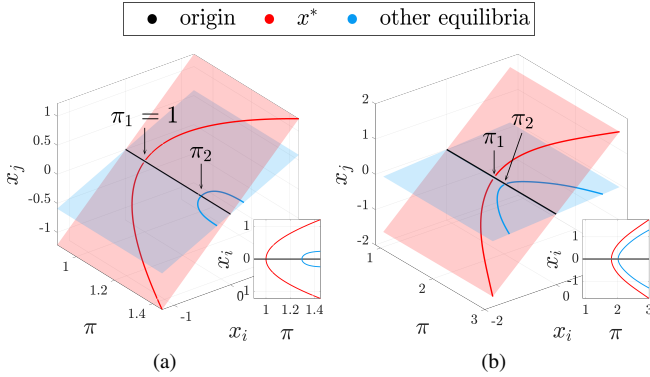 origin x* other equilibria
1
0.5
0
-0.5
-1
x_j
π_1 = 1
π_2
1
1.2
1.4
-1
π
x_i
1
0
-1
x_i
1 1.2 1.4
π
(a)
2
1
0
-1
-2
x_j
π_1
π_2
1
2
3
-2
π
x_i
1
0
0
x_i
1 2 3
π
(b)